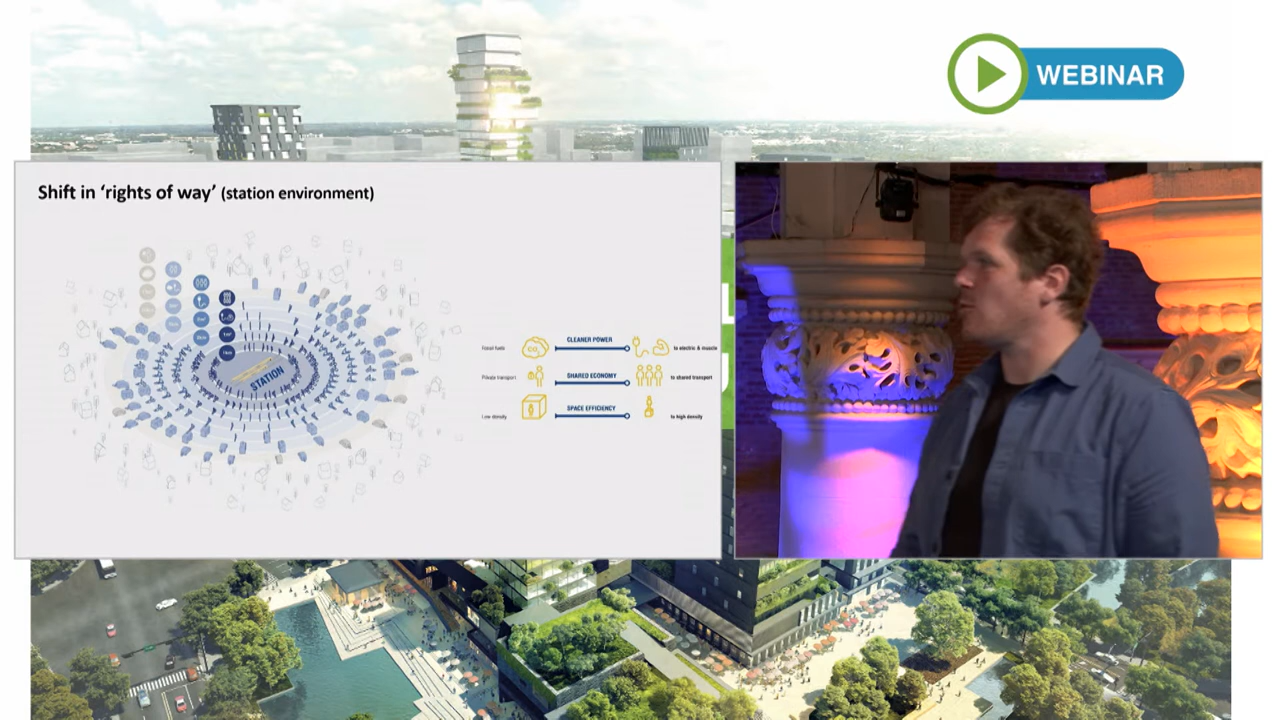 WEBINAR
Shift in ‘rights of way’ (station environment)
STATION
CO₂
Fossil fuels
CLEANER POWER
to electric & muscle
Private transport
SHARED ECONOMY
to shared transport
Low density
SPACE EFFICIENCY
to high density